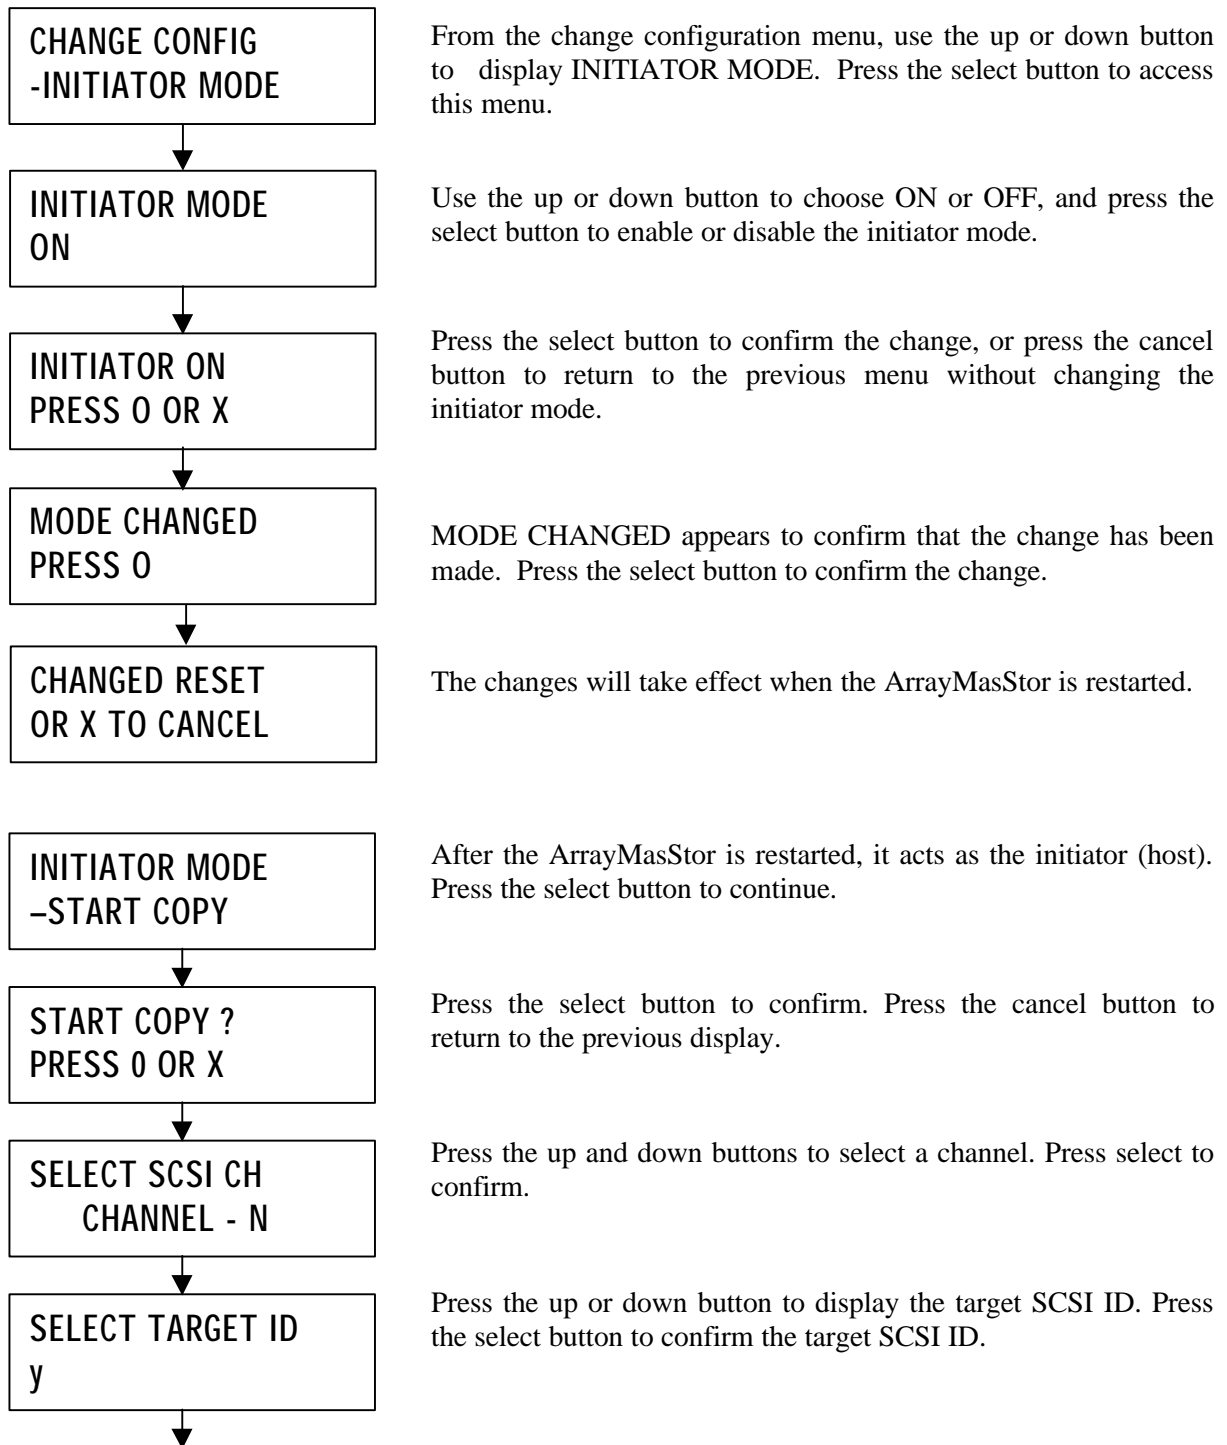 CHANGE CONFIG
-INITIATOR MODE
From the change configuration menu, use the up or down button
to display INITIATOR MODE. Press the select button to access
this menu.
INITIATOR MODE
ON
Use the up or down button to choose ON or OFF, and press the
select button to enable or disable the initiator mode.
INITIATOR ON
PRESS O OR X
Press the select button to confirm the change, or press the cancel
button to return to the previous menu without changing the
initiator mode.
MODE CHANGED
PRESS O
MODE CHANGED appears to confirm that the change has been
made. Press the select button to confirm the change.
CHANGED RESET
OR X TO CANCEL
The changes will take effect when the ArrayMasStor is restarted.
INITIATOR MODE
–START COPY
After the ArrayMasStor is restarted, it acts as the initiator (host).
Press the select button to continue.
START COPY ?
PRESS 0 OR X
Press the select button to confirm. Press the cancel button to
return to the previous display.
SELECT SCSI CH
CHANNEL - N
Press the up and down buttons to select a channel. Press select to
confirm.
SELECT TARGET ID
y
Press the up or down button to display the target SCSI ID. Press
the select button to confirm the target SCSI ID.